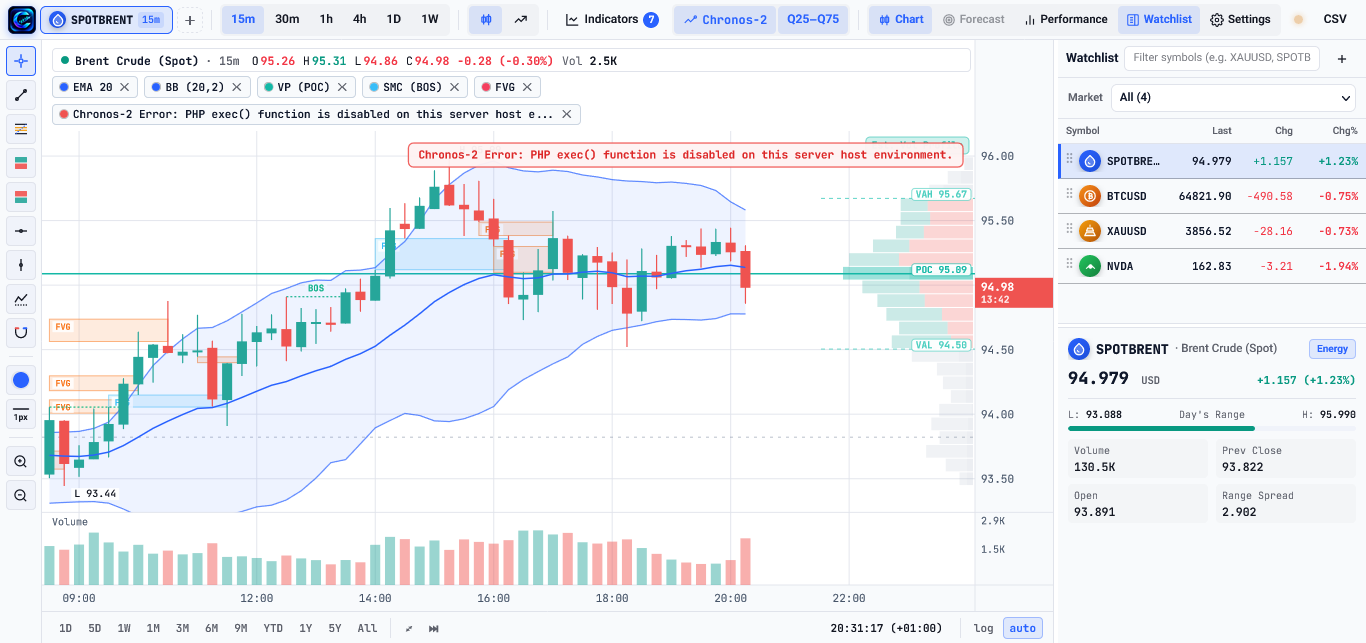 SPOTBRENT 15m + 15m 30m 1h 4h 1D 1W Indicators 7 Chronos-2 Q25–Q75 Chart Forecast Performance Watchlist Settings CSV
Brent Crude (Spot) · 15m O95.26 H95.31 L94.86 C94.98 -0.28 (-0.30%) Vol 2.5K
EMA 20 BB (20,2) VP (POC) SMC (BOS) FVG
Chronos-2 Error: PHP exec() function is disabled on this server host e...
Chronos-2 Error: PHP exec() function is disabled on this server host environment.
96.00
VAH 95.67
95.50
POC 95.09
94.98
13:42
BOS
FVG
VAL 94.50
94.50
FVG
FVG
94.00
93.50
L 93.44
Volume
2.9K
1.5K
09:00 12:00 14:00 16:00 18:00 20:00 22:00
1D 5D 1W 1M 3M 6M 9M YTD 1Y 5Y All 20:31:17 (+01:00) log auto
1px
Watchlist Filter symbols (e.g. XAUUSD, SPOTB +
Market All (4)
Symbol Last Chg Chg%
SPOTBRE… 94.979 +1.157 +1.23%
BTCUSD 64821.90 -490.58 -0.75%
XAUUSD 3856.52 -28.16 -0.73%
NVDA 162.83 -3.21 -1.94%
SPOTBRENT · Brent Crude (Spot) Energy
94.979 USD +1.157 (+1.23%)
L: 93.088 Day's Range H: 95.990
Volume Prev Close
130.5K 93.822
Open Range Spread
93.891 2.902